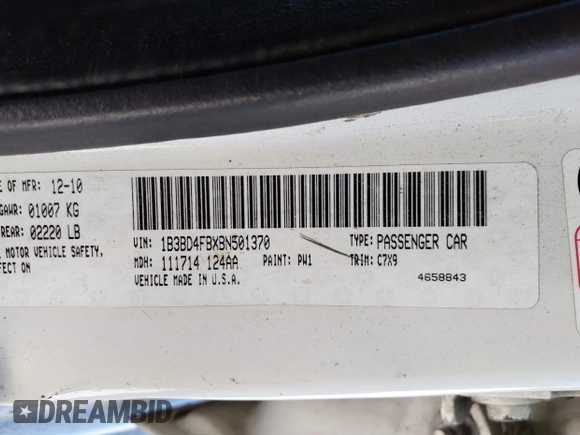 E OF MFR: 12-10
GAWR: 01007 KG
REAR: 02220 LB
MOTOR VEHICLE SAFETY,
FECT ON
VIN: 1B3BD4FBXBN501370
TYPE: PASSENGER CAR
MDH: 111714 124AA
PAINT: PW1
TRIM: C7X9
VEHICLE MADE IN U.S.A.
4658843
DREAMBID